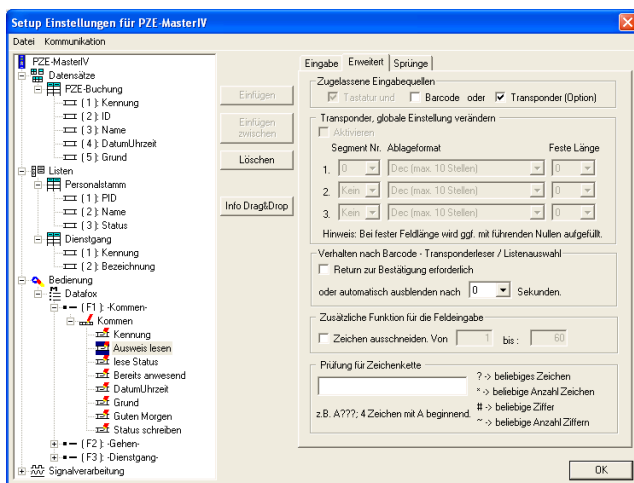 Setup Einstellungen für PZE-MasterIV
Datei Kommunikation
PZE-MasterIV
Datensätze
PZE-Buchung
( 1 ): Kennung
( 2 ): ID
( 3 ): Name
( 4 ): DatumUhrzeit
( 5 ): Grund
Listen
Personalstamm
( 1 ): PID
( 2 ): Name
( 3 ): Status
Dienstgang
( 1 ): Kennung
( 2 ): Bezeichnung
Bedienung
Datafox
(F1 ): -Kommen-
Kommen
Kennung
Ausweis lesen
lese Status
Bereits anwesend
DatumUhrzeit
Grund
Guten Morgen
Status schreiben
(F2 ): -Gehen-
(F3 ): -Dienstgang-
Signalverarbeitung
Einfügen
Einfügen
zwischen
Löschen
Info Drag&Drop
Eingabe Erweitert Sprünge
Zugelassene Eingabequellen
Tastatur und Barcode oder Transponder (Option)
Transponder, globale Einstellung verändern
Aktivieren
Segment Nr. Ablageformat Feste Länge
1. 0 Dec (max. 10 Stellen) 0
2. Kein Dec (max. 10 Stellen) 0
3. Kein Dec (max. 10 Stellen) 0
Hinweis: Bei fester Feldlänge wird ggf. mit führenden Nullen aufgefüllt.
Verhalten nach Barcode - Transponderleser / Listenauswahl
Return zur Bestätigung erforderlich
oder automatisch ausblenden nach 0 Sekunden.
Zusätzliche Funktion für die Feldeingabe
Zeichen ausschneiden. Von 1 bis : 60
Prüfung für Zeichenkette
? -> beliebiges Zeichen
* -> beliebige Anzahl Zeichen
# -> beliebige Ziffer
~ -> beliebige Anzahl Ziffern
z.B. A???; 4 Zeichen mit A beginnend.
OK